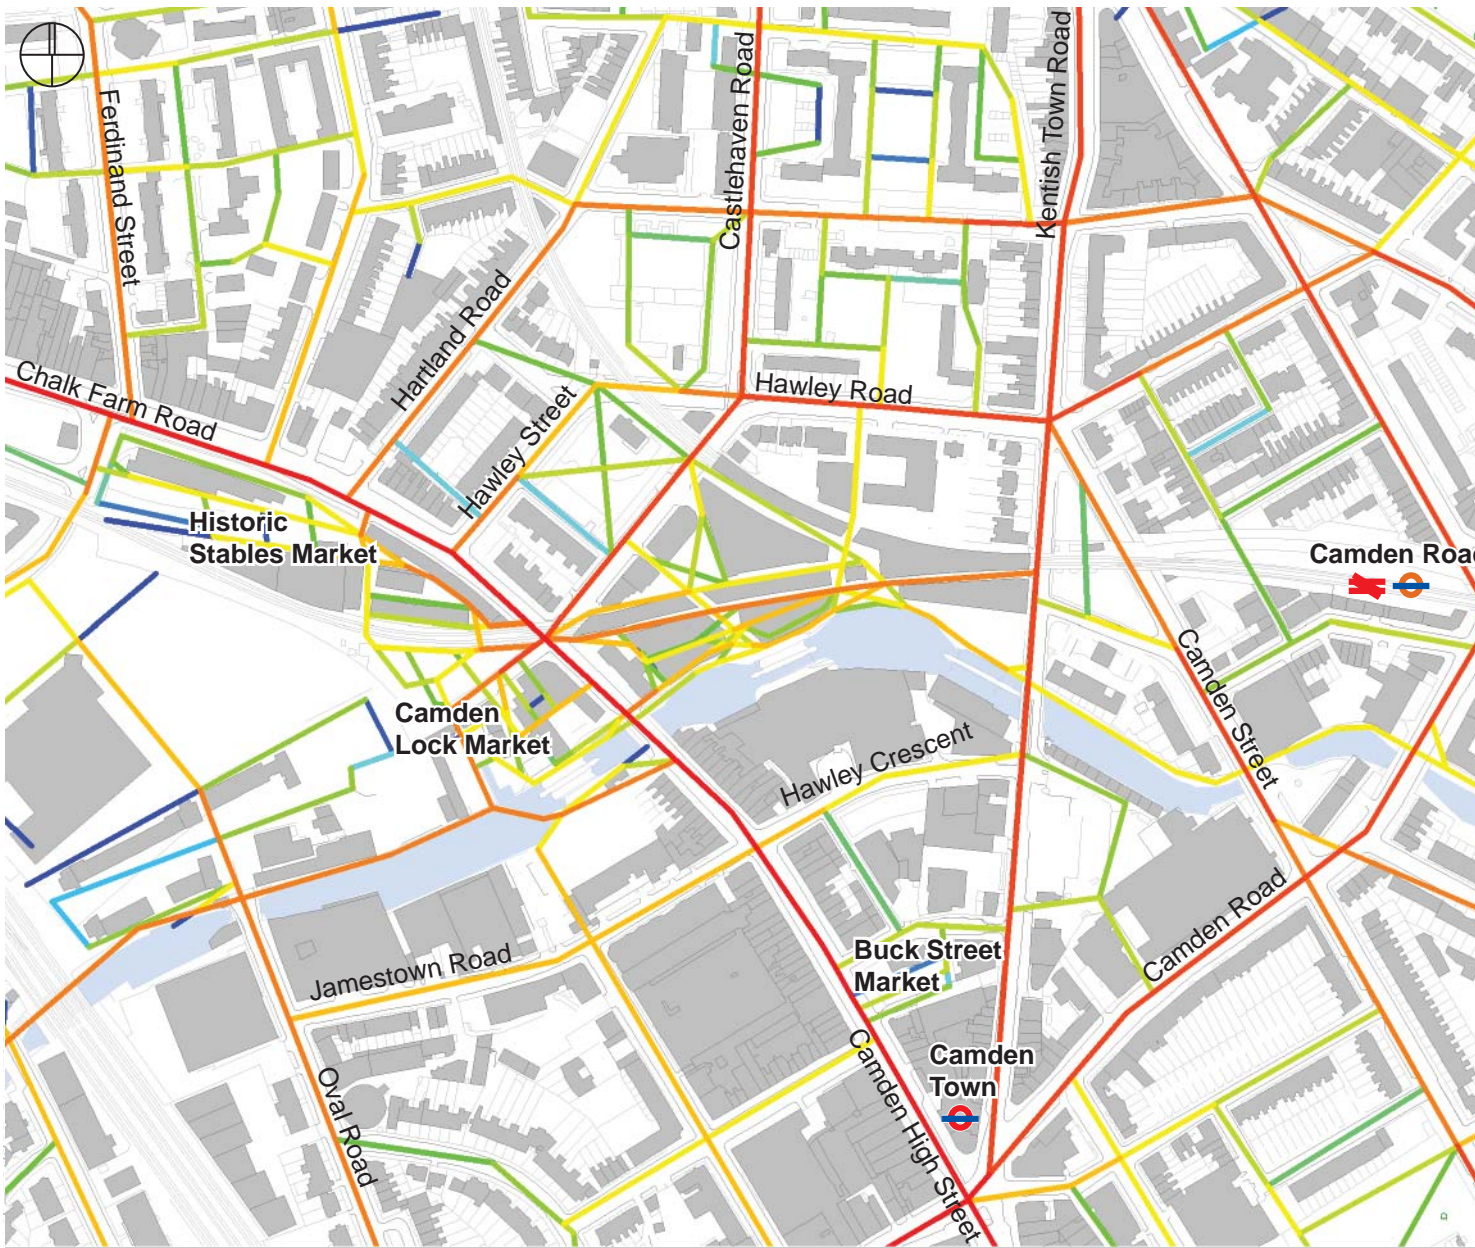 Castlehaven Road
Kentish Town Road
Ferdinand Street
Hartland Road
Chalk Farm Road
Hawley Road
Hawley Street
Historic
Stables Market
Camden Road
Camden Street
Camden
Lock Market
Hawley Crescent
Camden Road
Jamestown Road
Buck Street
Market
Camden
Town
Camden High Street
Oval Road